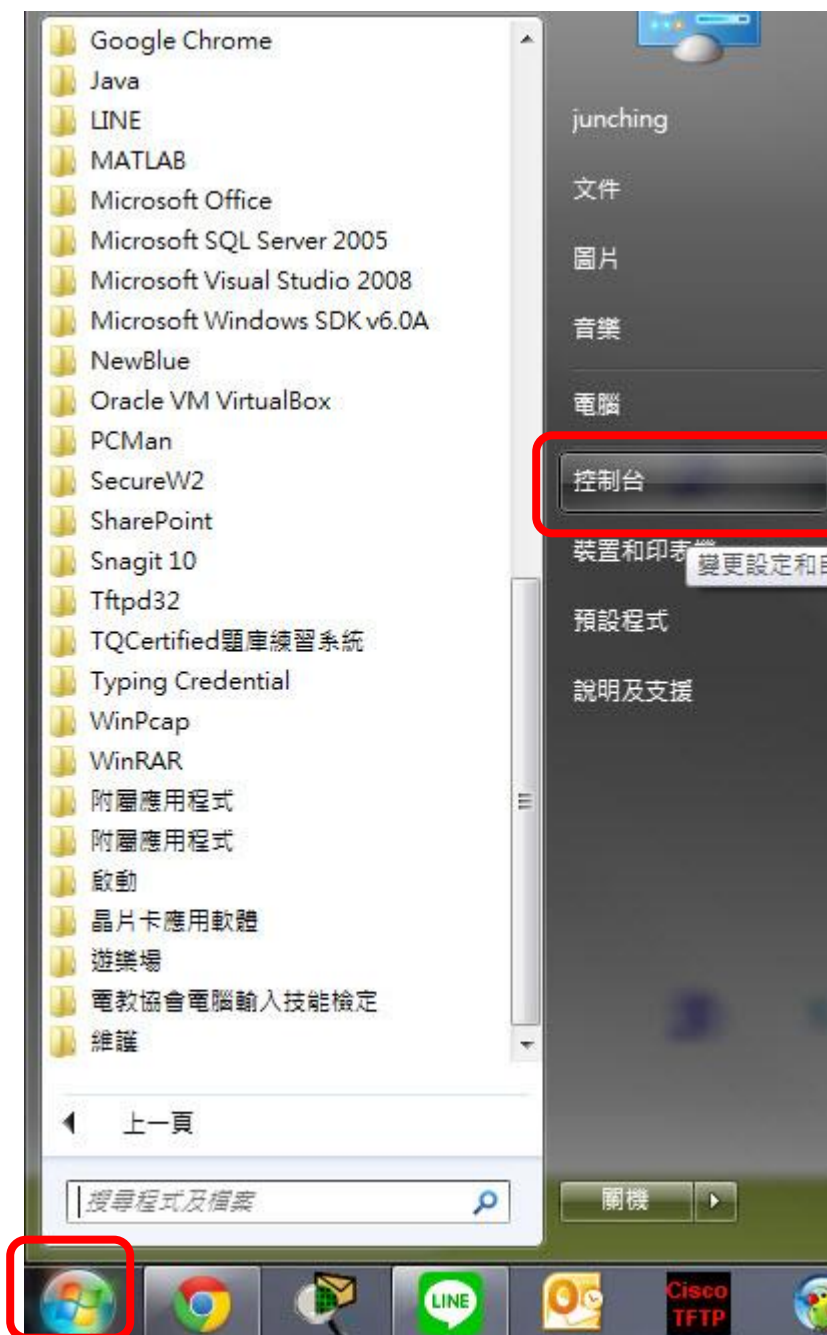 Google Chrome
Java
LINE
MATLAB
Microsoft Office
Microsoft SQL Server 2005
Microsoft Visual Studio 2008
Microsoft Windows SDK v6.0A
NewBlue
Oracle VM VirtualBox
PCMan
SecureW2
SharePoint
Snagit 10
Tftpd32
TQCertified題庫練習系統
Typing Credential
WinPcap
WinRAR
附屬應用程式
附屬應用程式
啟動
晶片卡應用軟體
遊樂場
電教協會電腦輸入技能檢定
維護
上一頁
搜尋程式及檔案
junching
文件
圖片
音樂
電腦
控制台
裝置和印表機
變更設定和自
預設程式
說明及支援
關機
LINE
Cisco
TFTP